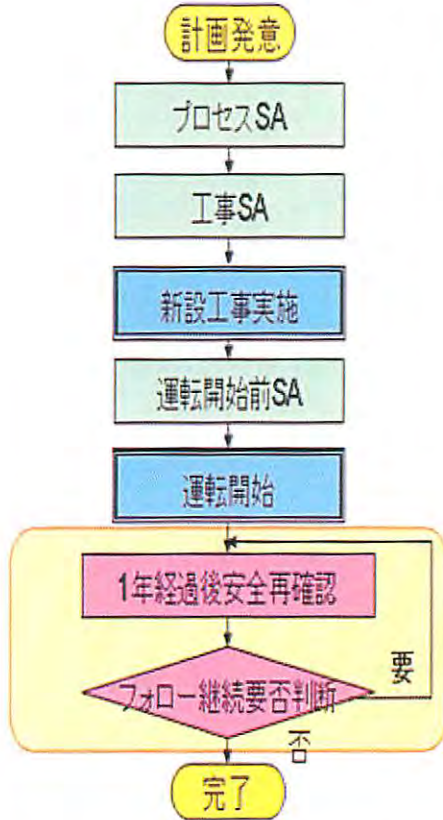 計画発意
プロセスSA
工事SA
新設工事実施
運転開始前SA
運転開始
1年経過後安全再確認
フォロー継続要否判断
要
否
完了